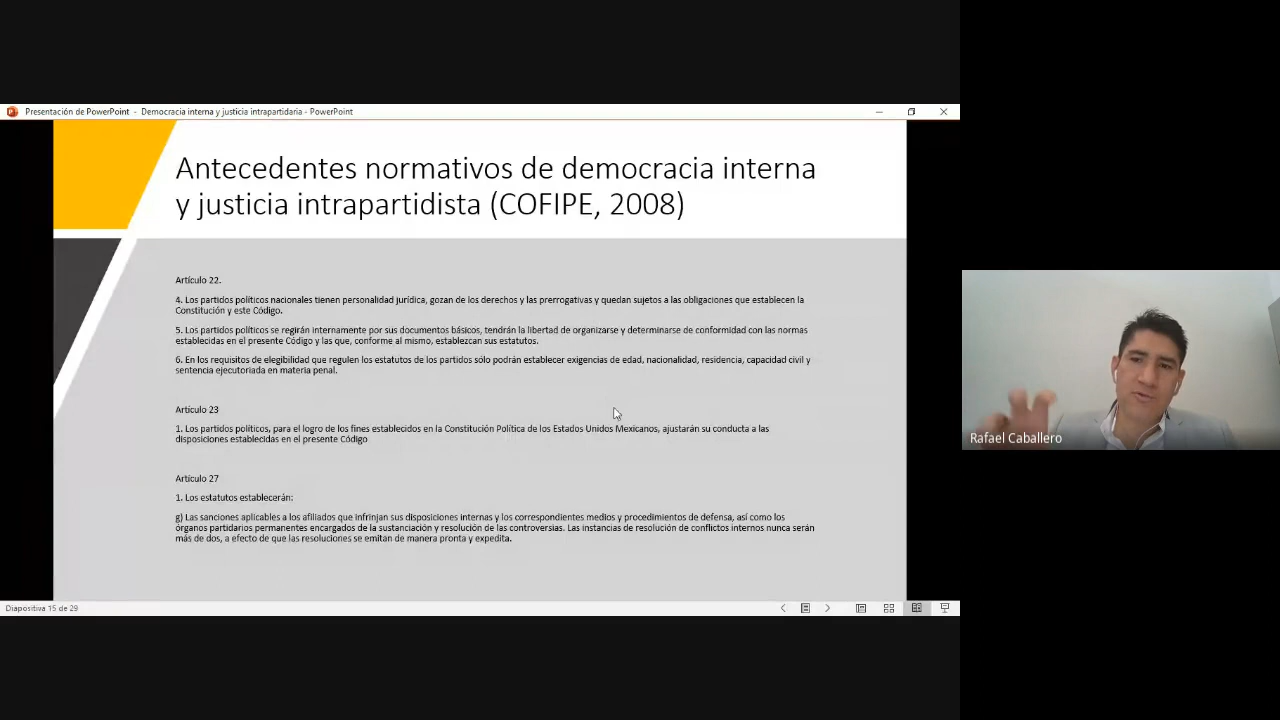 Presentación de PowerPoint - Democracia interna y justicia intrapartidaria - PowerPoint
Antecedentes normativos de democracia interna
y justicia intrapartidista (COFIPE, 2008)
Artículo 22.
4. Los partidos políticos nacionales tienen personalidad jurídica, gozan de los derechos y las prerrogativas y quedan sujetos a las obligaciones que establecen la
Constitución y este Código.
5. Los partidos políticos se regirán internamente por sus documentos básicos, tendrán la libertad de organizarse y determinarse de conformidad con las normas
establecidas en el presente Código y las que, conforme al mismo, establezcan sus estatutos.
6. En los requisitos de elegibilidad que regulen los estatutos de los partidos sólo podrán establecer exigencias de edad, nacionalidad, residencia, capacidad civil y
sentencia ejecutoriada en materia penal.
Artículo 23
1. Los partidos políticos, para el logro de los fines establecidos en la Constitución Política de los Estados Unidos Mexicanos, ajustarán su conducta a las
disposiciones establecidas en el presente Código
Artículo 27
1. Los estatutos establecerán:
g) Las sanciones aplicables a los afiliados que infrinjan sus disposiciones internas y los correspondientes medios y procedimientos de defensa, así como los
órganos partidarios permanentes encargados de la sustanciación y resolución de las controversias. Las instancias de resolución de conflictos internos nunca serán
más de dos, a efecto de que las resoluciones se emitan de manera pronta y expedita.
Rafael Caballero
Diapositiva 15 de 29